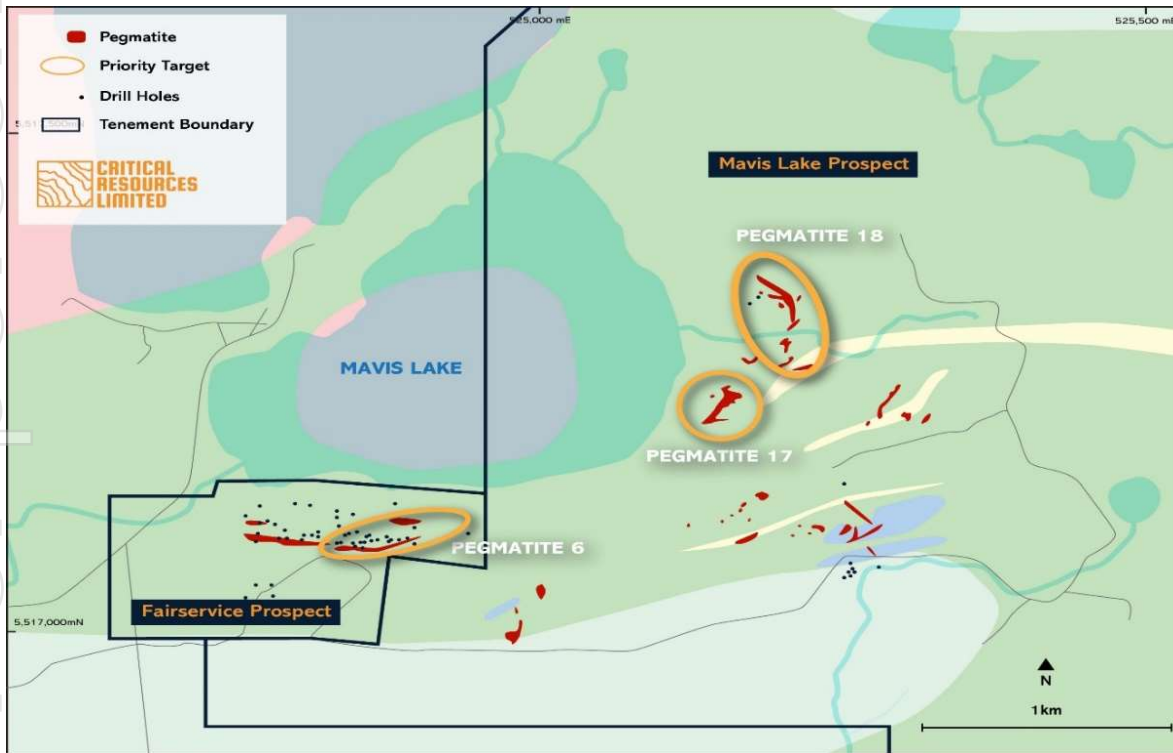 525,000 mE
525,500 mE
Pegmatite
Priority Target
Drill Holes
Tenement Boundary
CRITICAL
RESOURCES
LIMITED
Mavis Lake Prospect
PEGMATITE 18
MAVIS LAKE
PEGMATITE 17
PEGMATITE 6
Fairservice Prospect
5,517,000mN
N
1km